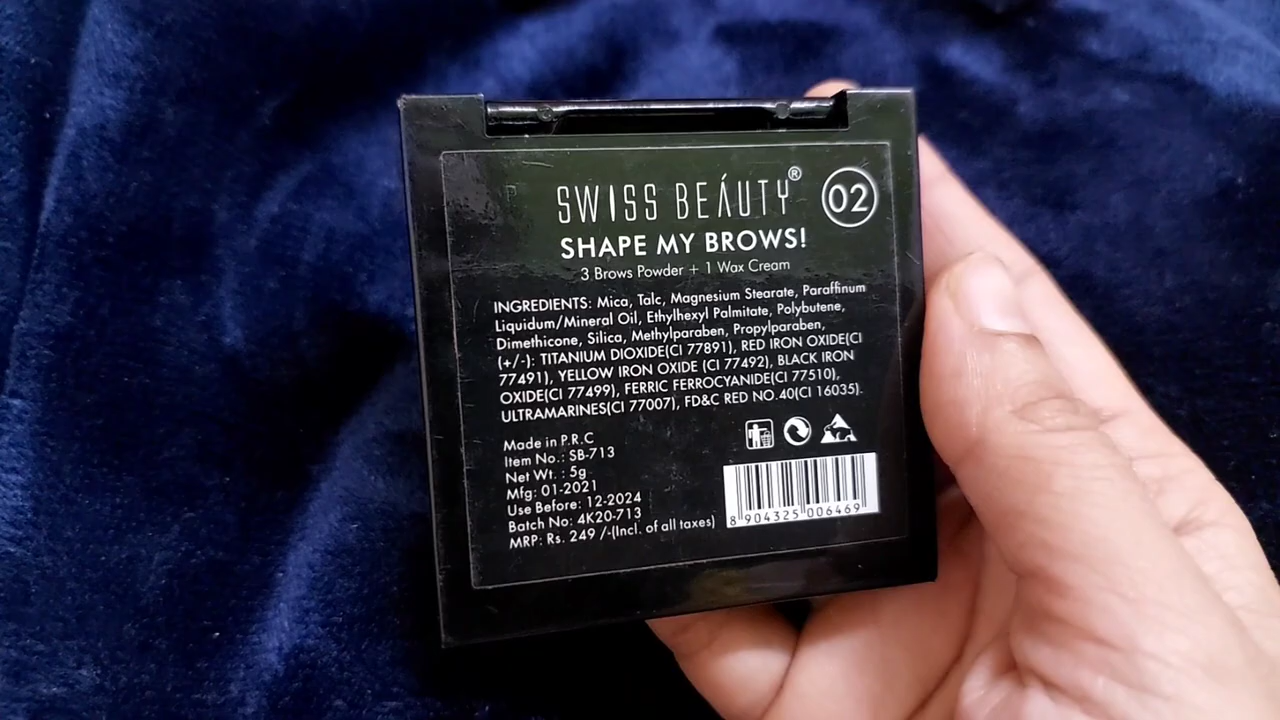 SWISS BEÁUTY® 02
SHAPE MY BROWS!
3 Brows Powder + 1 Wax Cream
INGREDIENTS: Mica, Talc, Magnesium Stearate, Paraffinum
Liquidum/Mineral Oil, Ethylhexyl Palmitate, Polybutene,
Dimethicone, Silica, Methylparaben, Propylparaben,
(+/-): TITANIUM DIOXIDE(CI 77891), RED IRON OXIDE(CI
77491), YELLOW IRON OXIDE (CI 77492), BLACK IRON
OXIDE(CI 77499), FERRIC FERROCYANIDE(CI 77510),
ULTRAMARINES(CI 77007), FD&C RED NO.40(CI 16035).
Made in P.R.C
Item No.: SB-713
Net Wt. : 5g
Mfg: 01-2021
Use Before: 12-2024
Batch No: 4K20-713
MRP: Rs. 249 /-(Incl. of all taxes)
8 904325 006469